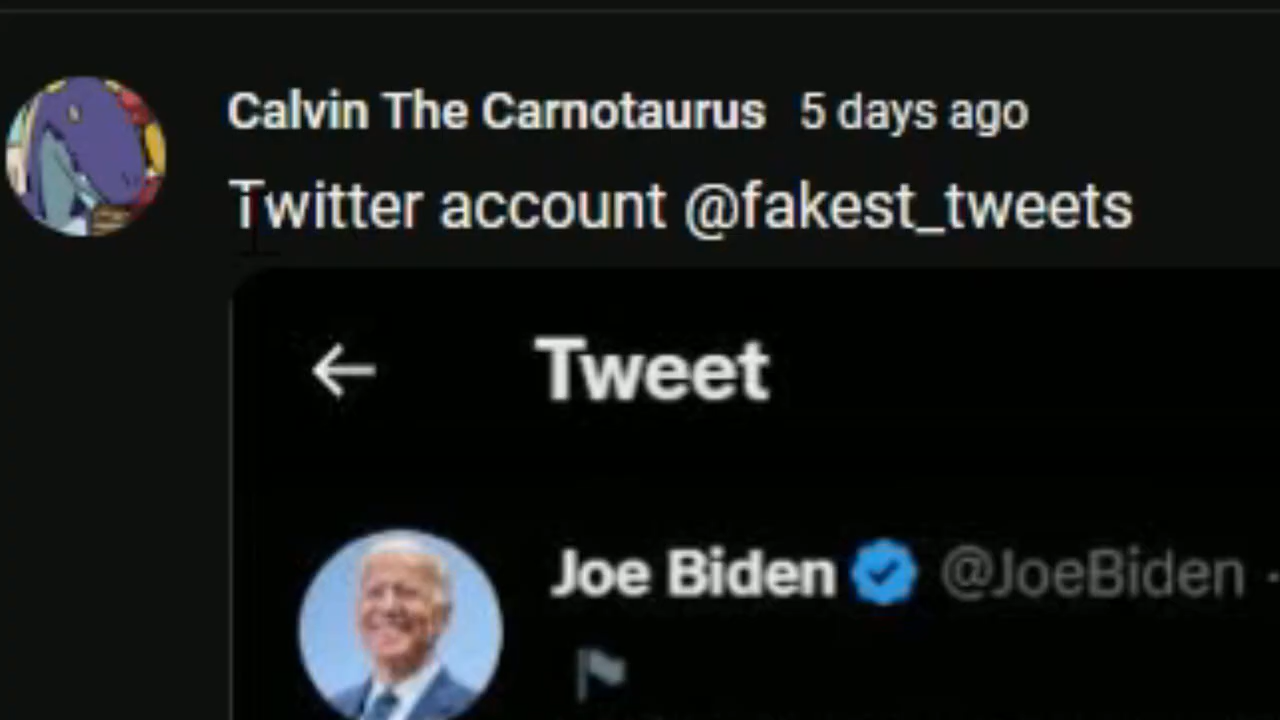 Calvin The Carnotaurus 5 days ago
Twitter account @fakest_tweets
Tweet
Joe Biden @JoeBiden ·